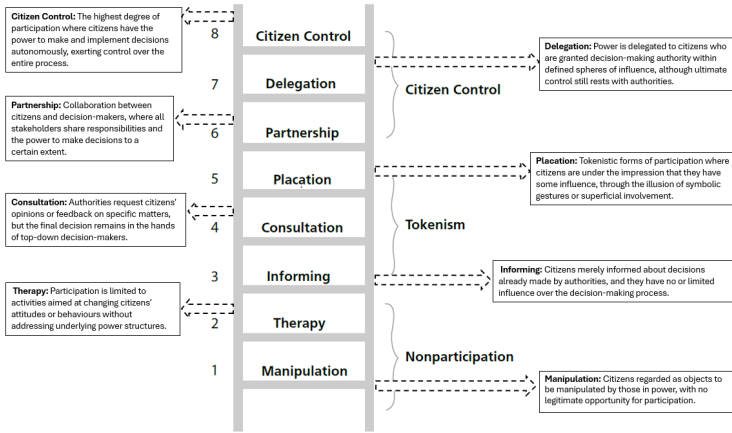 Citizen Control: The highest degree of
participation where citizens have the
power to make and implement decisions
autonomously, exerting control over the
entire process.
Partnership: Collaboration between
citizens and decision-makers, where all
stakeholders share responsibilities and
the power to make decisions to a
certain extent.
Consultation: Authorities request citizens'
opinions or feedback on specific matters,
but the final decision remains in the hands
of top-down decision-makers.
Therapy: Participation is limited to
activities aimed at changing citizens'
attitudes or behaviours without
addressing underlying power structures.
8 Citizen Control
7 Delegation
6 Partnership
5 Placation
4 Consultation
3 Informing
2 Therapy
1 Manipulation
Citizen Control
Tokenism
Nonparticipation
Delegation: Power is delegated to citizens who
are granted decision-making authority within
defined spheres of influence, although ultimate
control still rests with authorities.
Placation: Tokenistic forms of participation where
citizens are under the impression that they have
some influence, through the illusion of symbolic
gestures or superficial involvement.
Informing: Citizens merely informed about decisions
already made by authorities, and they have no or limited
influence over the decision-making process.
Manipulation: Citizens regarded as objects to
be manipulated by those in power, with no
legitimate opportunity for participation.